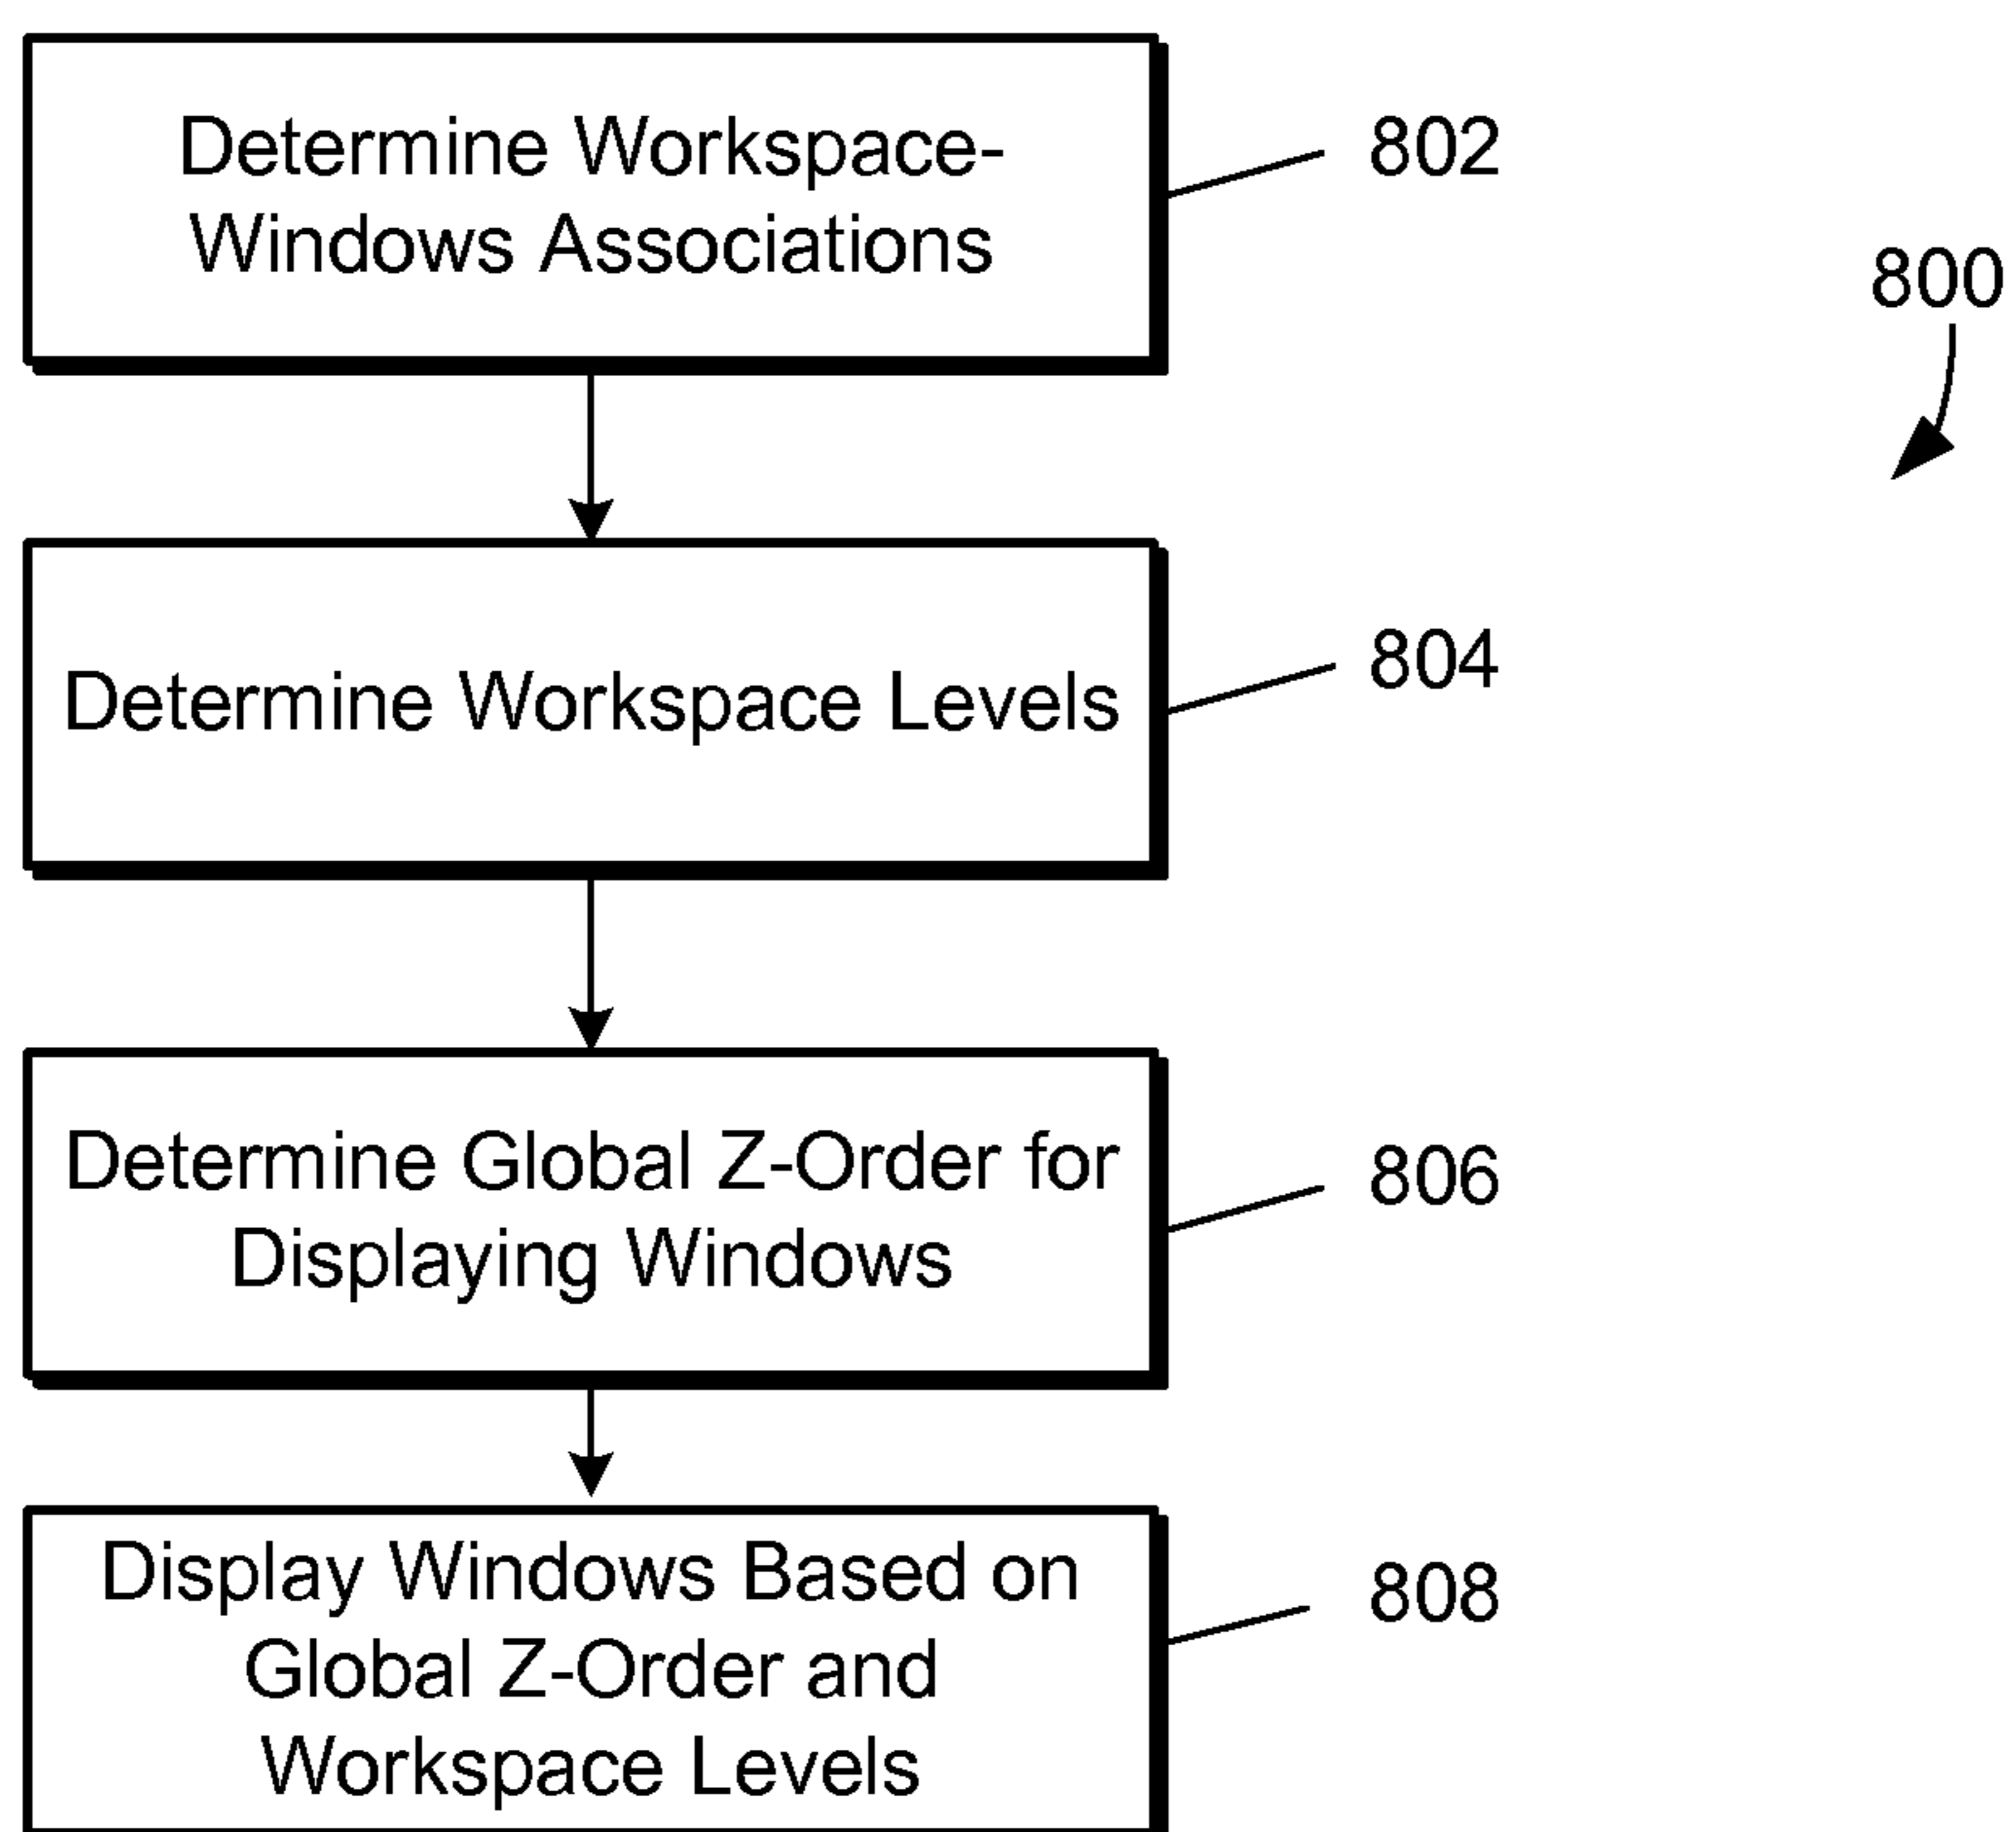 Determine Workspace-
Windows Associations
802
800
Determine Workspace Levels
804
Determine Global Z-Order for
Displaying Windows
806
Display Windows Based on
Global Z-Order and
Workspace Levels
808